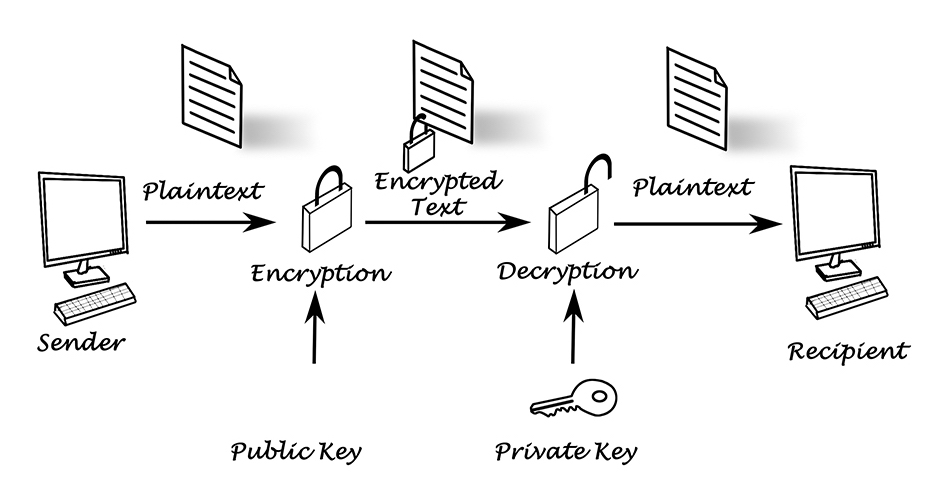 Plaintext
Encrypted
Text
Plaintext
Encryption
Decryption
Sender
Recipient
Public Key
Private Key